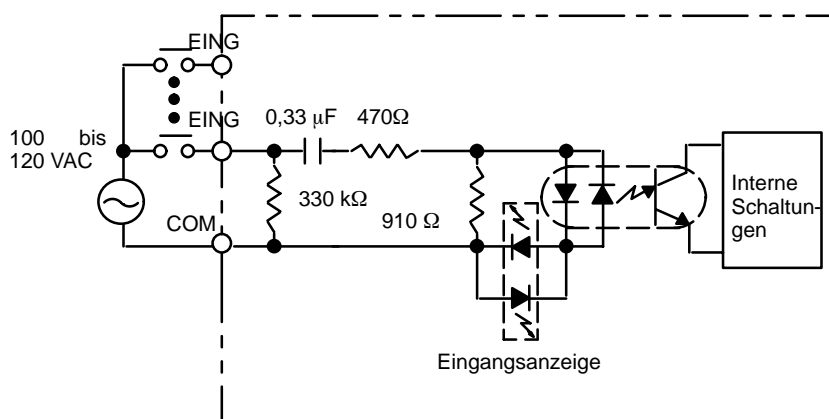 EING
EING
100 bis
120 VAC
0,33 μF
470Ω
330 kΩ
910 Ω
COM
Interne
Schaltun-
gen
Eingangsanzeige